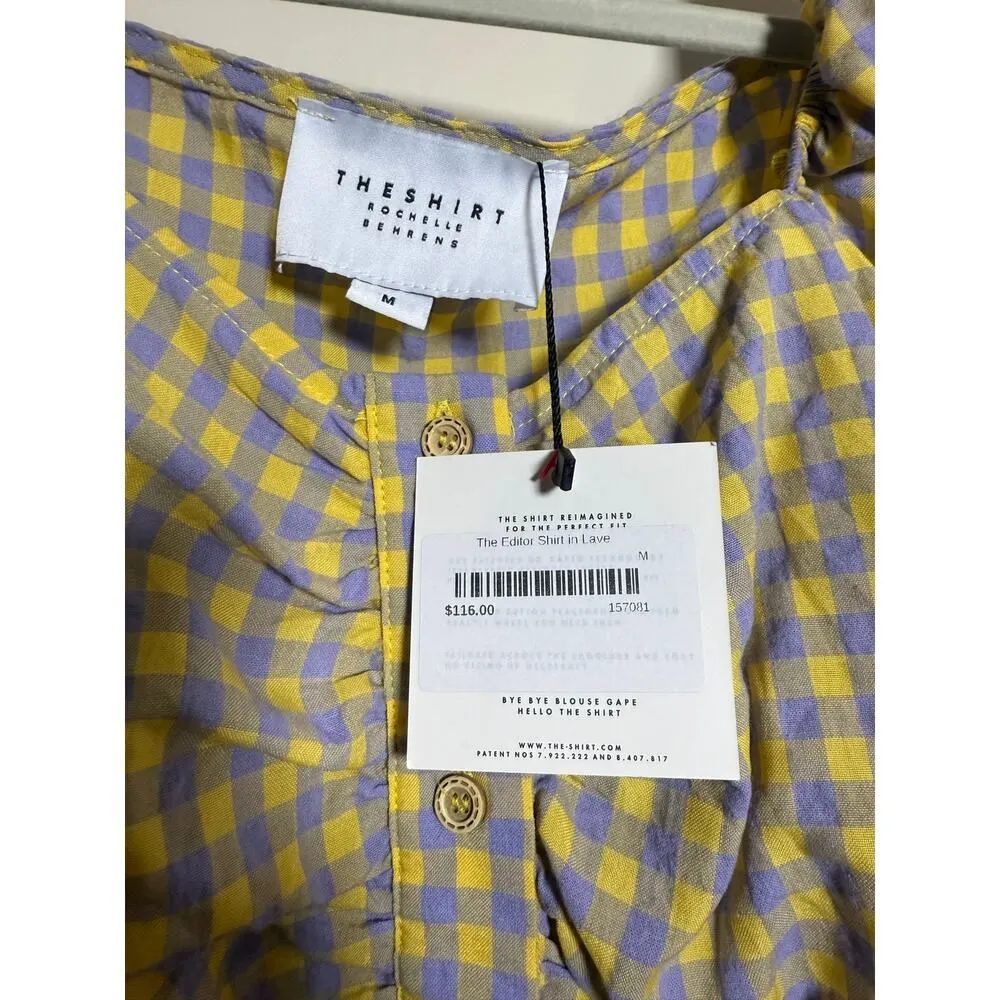 THESHIRT
ROCHELLE
BEHRENS
M
THE SHIRT REIMAGINED
FOR THE PERFECT FIT
The Editor Shirt in Lave
M
$116.00
157081
BYE BYE BLOUSE GAPE
HELLO THE SHIRT
WWW.THE-SHIRT.COM
PATENT NOS 7.922.222 AND 8.407.817